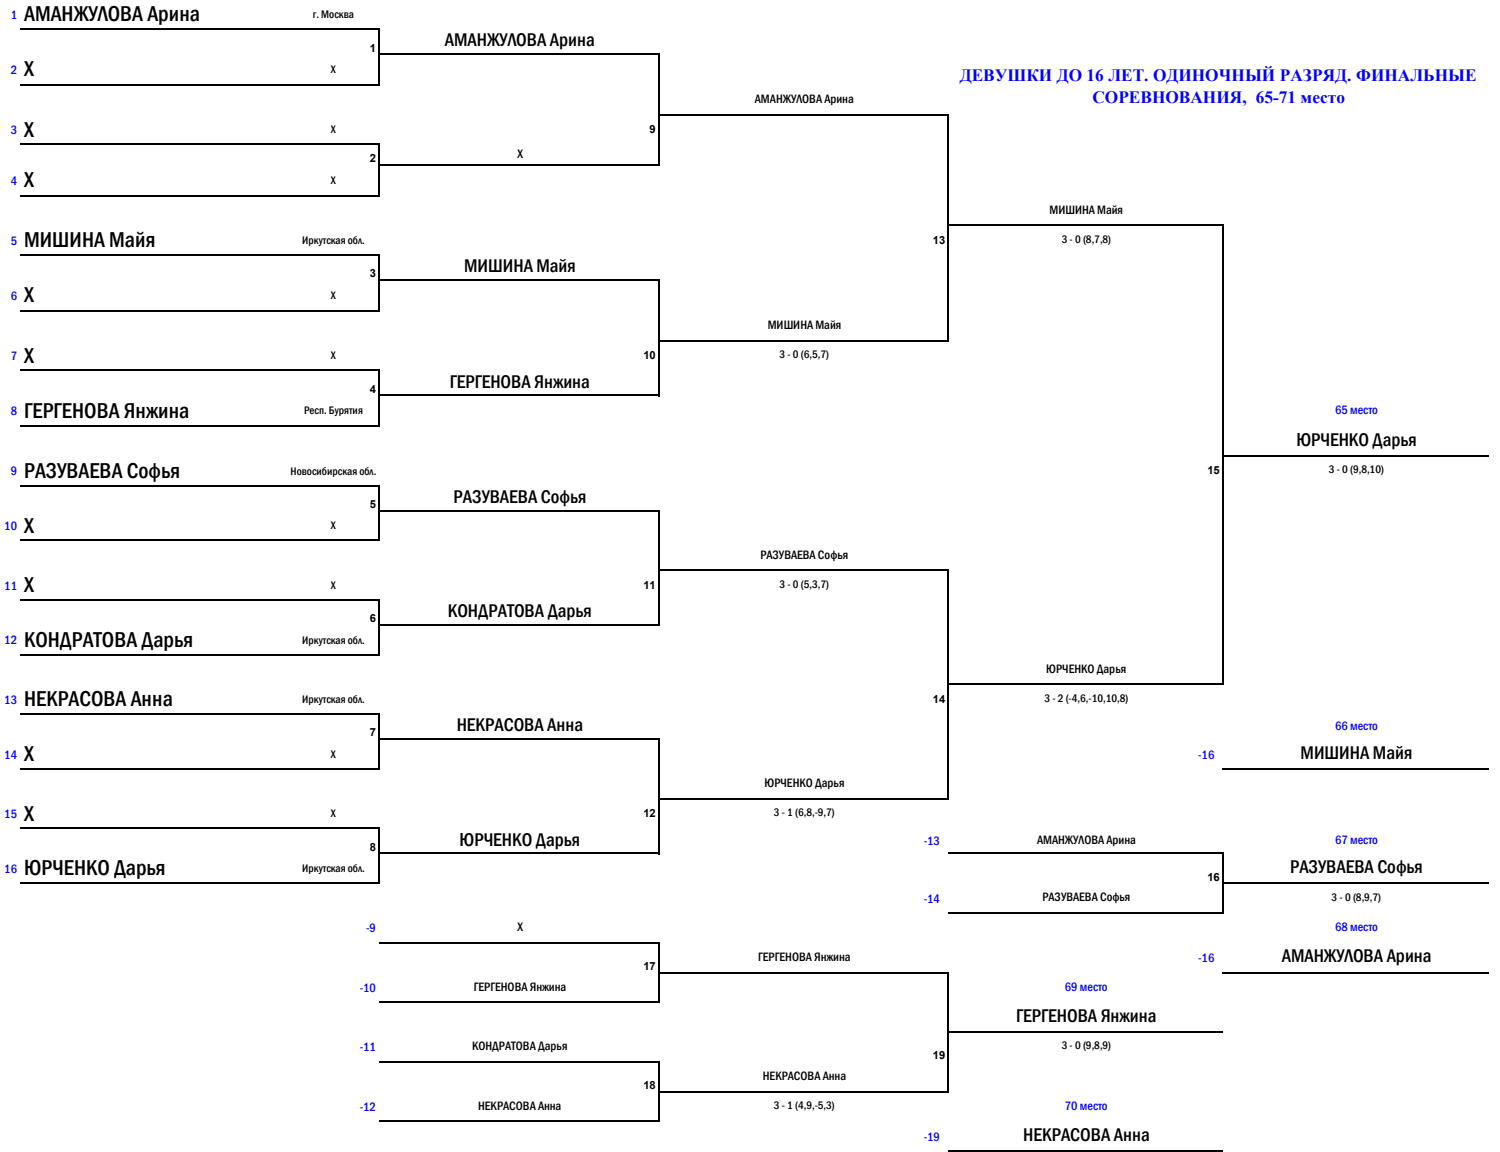 1 АМАНЖУЛОВА Арина г. Москва
1 АМАНЖУЛОВА Арина
2 X X
ДЕВУШКИ ДО 16 ЛЕТ. ОДИНОЧНЫЙ РАЗРЯД. ФИНАЛЬНЫЕ
СОРЕВНОВАНИЯ, 65-71 место
АМАНЖУЛОВА Арина
3 X X
9
2 X
4 X X
МИШИНА Майя
5 МИШИНА Майя Иркутская обл.
13 3 - 0 (8,7,8)
3 МИШИНА Майя
6 X X
МИШИНА Майя
7 X X
10 3 - 0 (6,5,7)
4 ГЕРГЕНОВА Янжина
8 ГЕРГЕНОВА Янжина Респ. Бурятия
65 место
ЮРЧЕНКО Дарья
9 РАЗУВАЕВА Софья Новосибирская обл.
15 3 - 0 (9,8,10)
5 РАЗУВАЕВА Софья
10 X X
РАЗУВАЕВА Софья
11 X X
11 3 - 0 (5,3,7)
6 КОНДРАТОВА Дарья
12 КОНДРАТОВА Дарья Иркутская обл.
ЮРЧЕНКО Дарья
13 НЕКРАСОВА Анна Иркутская обл.
14 3 - 2 (-4,6,-10,10,8)
7 НЕКРАСОВА Анна
66 место
14 X X
-16 МИШИНА Майя
ЮРЧЕНКО Дарья
15 X X
12 3 - 1 (6,8,-9,7)
8 ЮРЧЕНКО Дарья
-13 АМАНЖУЛОВА Арина 67 место
16 ЮРЧЕНКО Дарья Иркутская обл.
16 РАЗУВАЕВА Софья
-14 РАЗУВАЕВА Софья 3 - 0 (8,9,7)
-9 X 68 место
17 ГЕРГЕНОВА Янжина -16 АМАНЖУЛОВА Арина
-10 ГЕРГЕНОВА Янжина 69 место
ГЕРГЕНОВА Янжина
-11 КОНДРАТОВА Дарья 19 3 - 0 (9,8,9)
18 НЕКРАСОВА Анна
-12 НЕКРАСОВА Анна 3 - 1 (4,9,-5,3) 70 место
-19 НЕКРАСОВА Анна